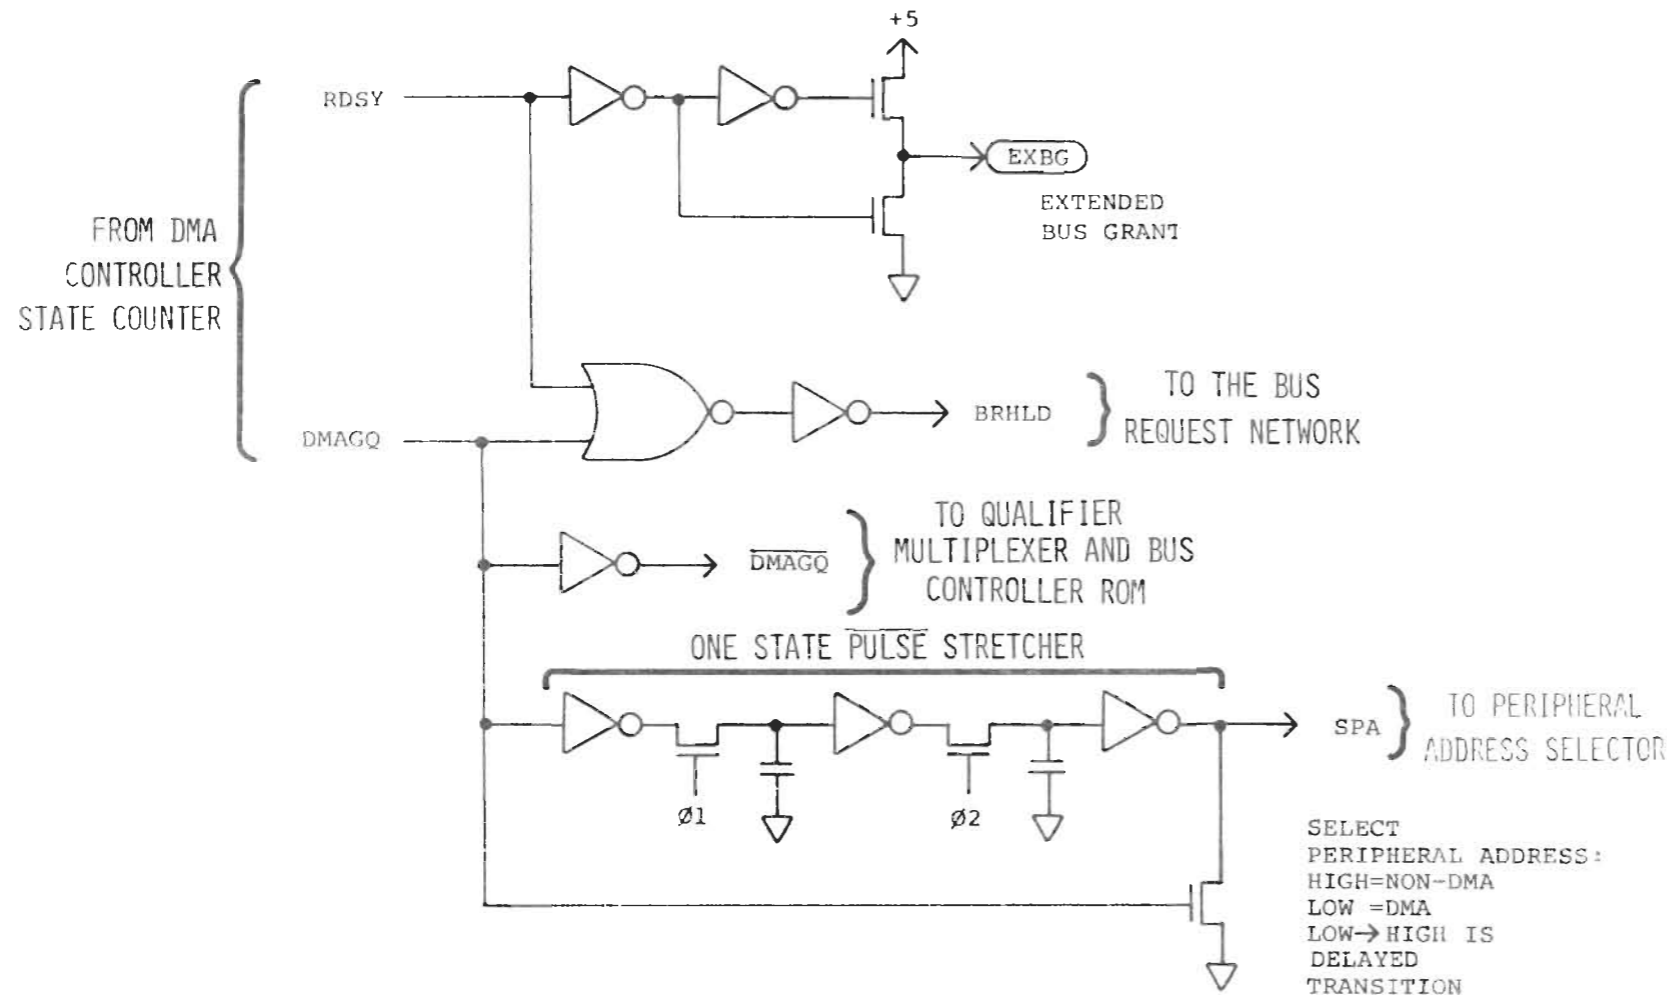 +5
RDSY
EXBG
EXTENDED
BUS GRANT
FROM DMA
CONTROLLER
STATE COUNTER
DMAGQ
BRHLD
TO THE BUS
REQUEST NETWORK
DMAGQ
TO QUALIFIER
MULTIPLEXER AND BUS
CONTROLLER ROM
ONE STATE PULSE STRETCHER
Ø1
Ø2
SPA
TO PERIPHERAL
ADDRESS SELECTOR
SELECT
PERIPHERAL ADDRESS:
HIGH=NON-DMA
LOW =DMA
LOW→HIGH IS
DELAYED
TRANSITION